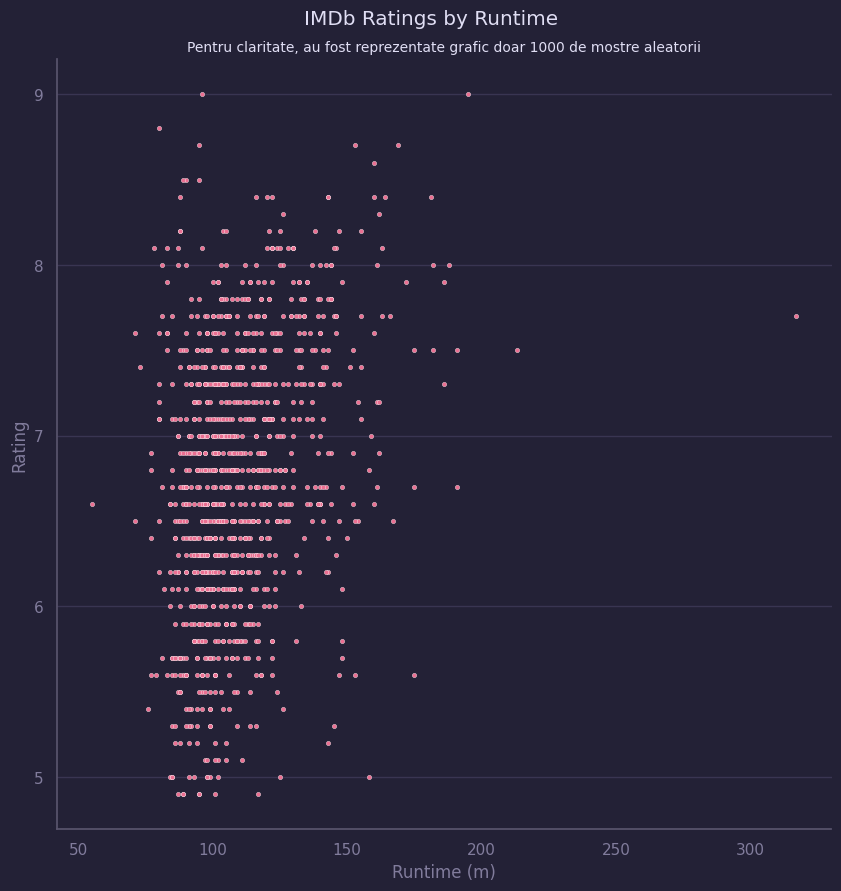 IMDb Ratings by Runtime
Pentru claritate, au fost reprezentate grafic doar 1000 de mostre aleatorii
9
8
7
6
5
Rating
50 100 150 200 250 300
Runtime (m)